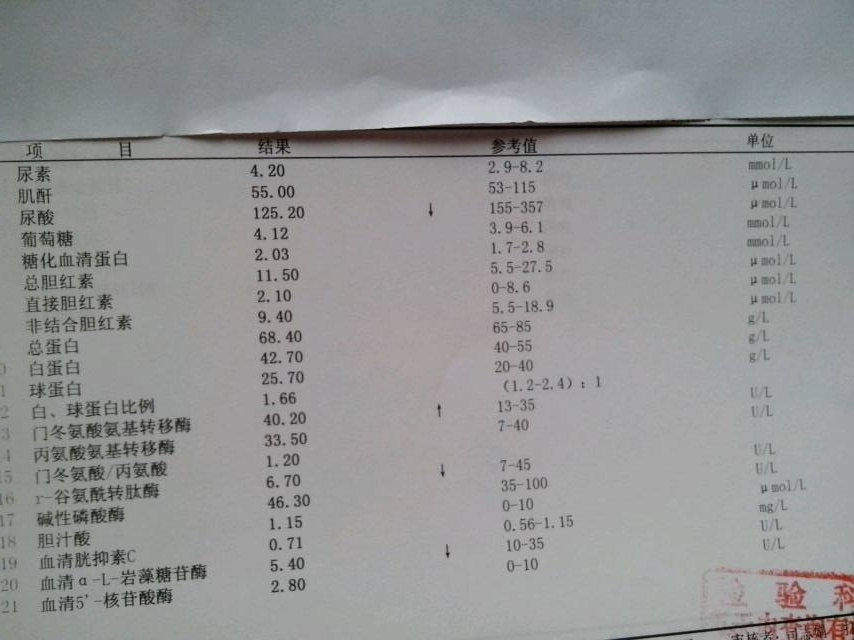 项 目 结果 参考值 单位
尿素 4.20 2.9-8.2 mmol/L
肌酐 55.00 53-115 μmol/L
尿酸 125.20 ↓ 155-357 μmol/L
葡萄糖 4.12 3.9-6.1 mmol/L
糖化血清蛋白 2.03 1.7-2.8 mmol/L
总胆红素 11.50 5.5-27.5 μmol/L
直接胆红素 2.10 0-8.6 μmol/L
非结合胆红素 9.40 5.5-18.9 μmol/L
总蛋白 68.40 65-85 g/L
0 白蛋白 42.70 40-55 g/L
1 球蛋白 25.70 20-40 g/L
2 白、球蛋白比例 1.66 (1.2-2.4):1
3 门冬氨酸氨基转移酶 40.20 ↑ 13-35 U/L
4 丙氨酸氨基转移酶 33.50 7-40 U/L
15 门冬氨酸/丙氨酸 1.20
16 r-谷氨酰转肽酶 6.70 ↓ 7-45 U/L
17 碱性磷酸酶 46.30 35-100 U/L
18 胆汁酸 1.15 0-10 μmol/L
19 血清胱抑素C 0.71 0.56-1.15 mg/L
20 血清α-L-岩藻糖苷酶 5.40 ↓ 10-35 U/L
21 血清5'-核苷酸酶 2.80 0-10 U/L
检验科